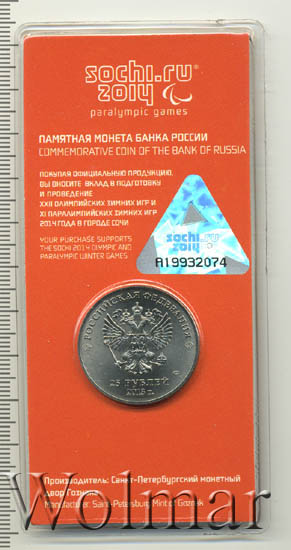 sochi.ru
2014
paralympic games
ПАМЯТНАЯ МОНЕТА БАНКА РОССИИ
COMMEMORATIVE COIN OF THE BANK OF RUSSIA
ПОКУПАЯ ОФИЦИАЛЬНУЮ ПРОДУКЦИЮ,
ВЫ ВНОСИТЕ ВКЛАД В ПОДГОТОВКУ
И ПРОВЕДЕНИЕ
XXII ОЛИМПИЙСКИХ ЗИМНИХ ИГР И
XI ПАРАЛИМПИЙСКИХ ЗИМНИХ ИГР
2014 ГОДА В ГОРОДЕ СОЧИ
YOUR PURCHASE SUPPORTS
THE SOCHI 2014 OLYMPIC AND
PARALYMPIC WINTER GAMES
sochi.ru
2014
R19932074
РОССИЙСКАЯ ФЕДЕРАЦИЯ
25 РУБЛЕЙ
2013 г.
Производитель: Санкт-Петербургский монетный
двор Гознака
Manufacturer: Saint-Petersburg Mint of Goznak
Wolmar